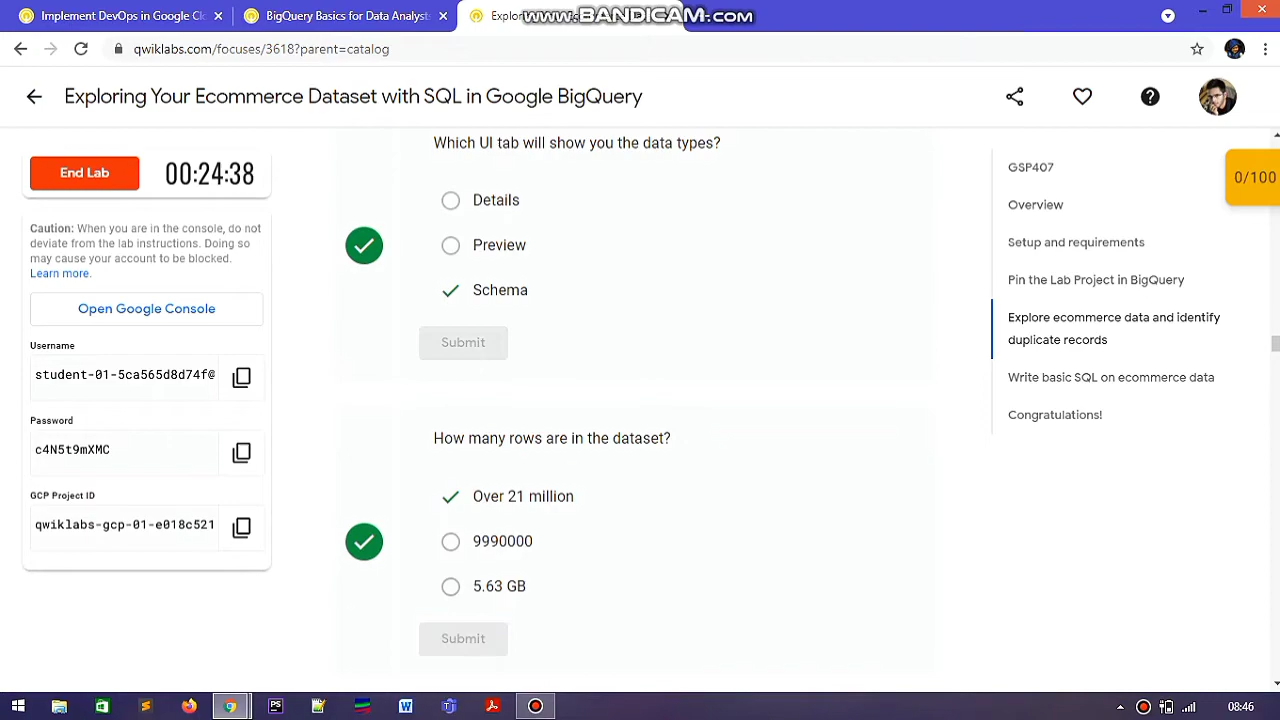 Implement DevOps in Google Cl
BigQuery Basics for Data Analyst
Explo
www.BANDICAM.com
qwiklabs.com/focuses/3618?parent=catalog
Exploring Your Ecommerce Dataset with SQL in Google BigQuery
End Lab
00:24:38
Caution: When you are in the console, do not
deviate from the lab instructions. Doing so
may cause your account to be blocked.
Learn more.
Open Google Console
Username
student-01-5ca565d8d74f@
Password
c4N5t9mXMC
GCP Project ID
qwiklabs-gcp-01-e018c521
Which UI tab will show you the data types?
Details
Preview
Schema
Submit
How many rows are in the dataset?
Over 21 million
9990000
5.63 GB
Submit
GSP407
Overview
Setup and requirements
Pin the Lab Project in BigQuery
Explore ecommerce data and identify
duplicate records
Write basic SQL on ecommerce data
Congratulations!
0/100
08:46